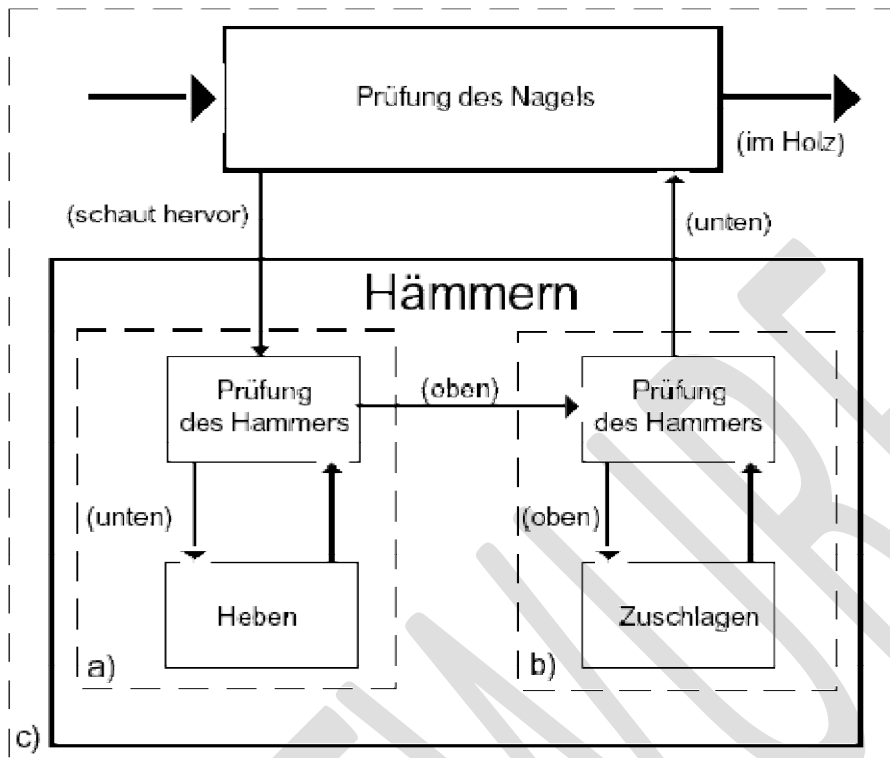 Prüfung des Nagels
(im Holz)
(schaut hervor)
(unten)
Hämmern
Prüfung
des Hammers
(oben)
Prüfung
des Hammers
(unten)
(oben)
Heben
Zuschlagen
a)
b)
c)